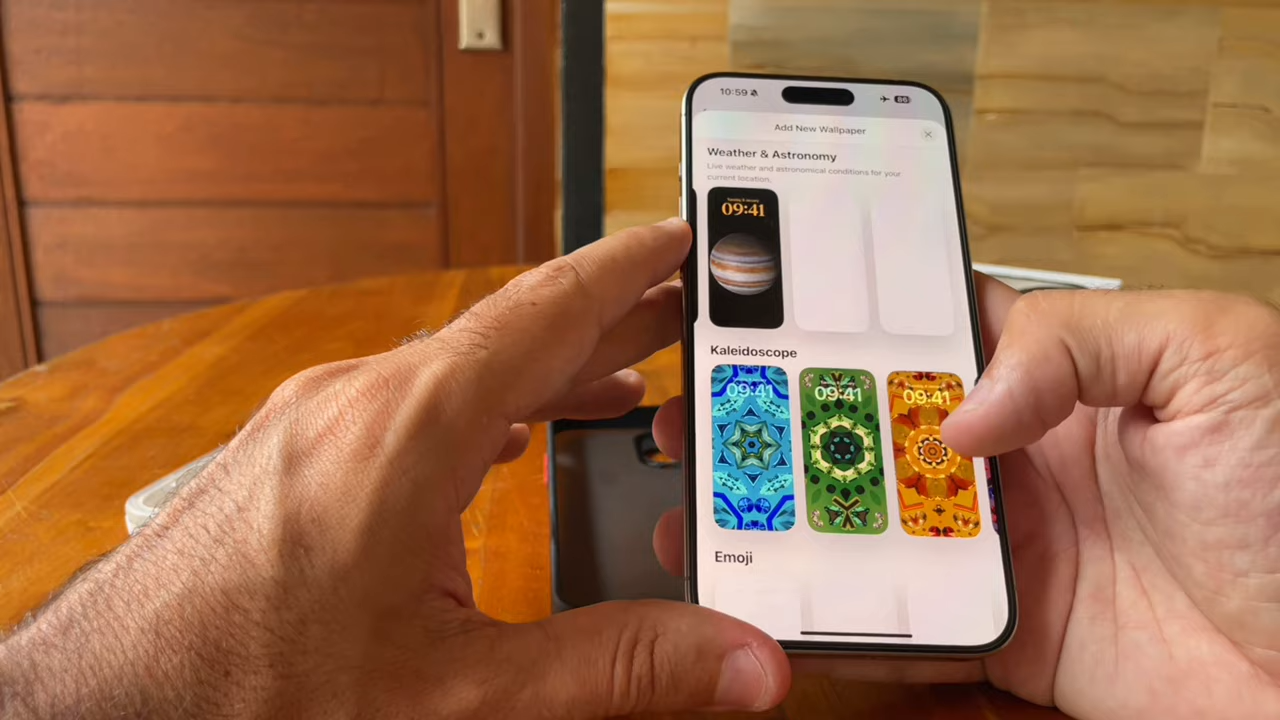 10:59
86
Add New Wallpaper
Weather & Astronomy
Live weather and astronomical conditions for your
current location.
09:41
Kaleidoscope
09:41
09:41
09:41
Emoji